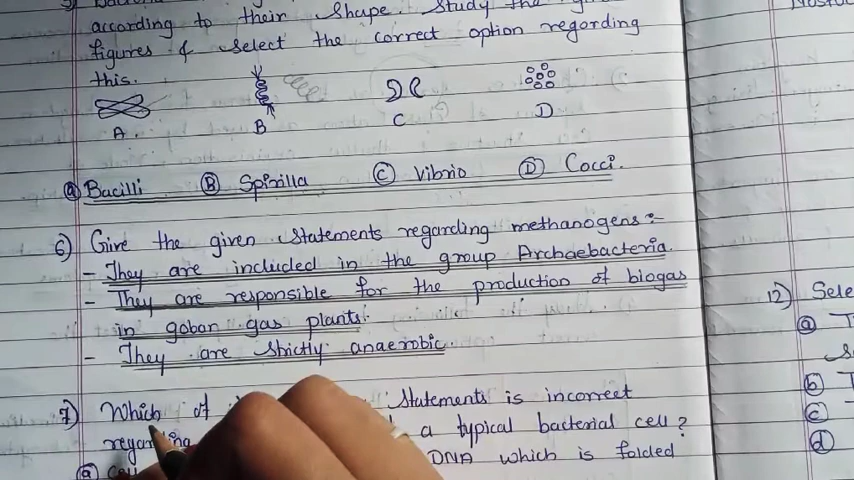 according to their shape. Study the
figures & select the correct option regarding
this.
A B C D
(a) Bacilli (B) Spirilla (C) Vibrio (D) Cocci.
6) Give the given statements regarding methanogens:-
- They are included in the group Archaebacteria.
- They are responsible for the production of biogas
in gobar gas plants.
- They are strictly anaerobic.
7) Which of statements is incorrect
regarding a typical bacterial cell?
(a) DNA which is folded
12) Sele
(a) T
(b) T
(c)
(d)